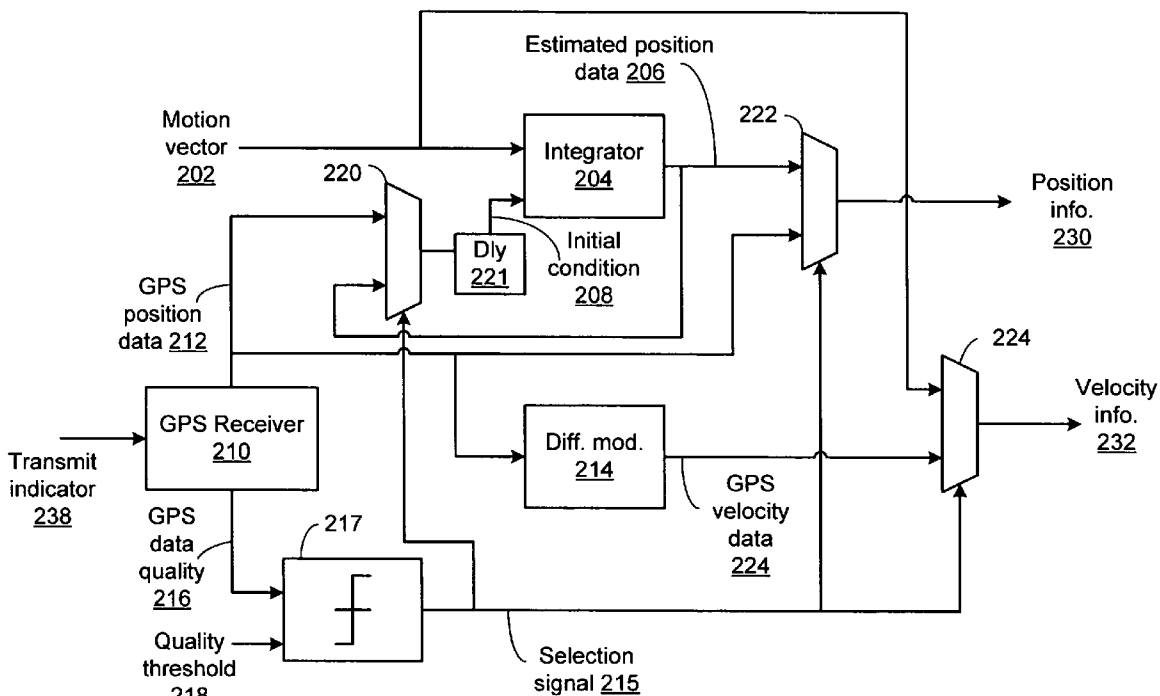 Estimated position
data 206
222
Motion
vector
202
Integrator
204
220
Position
info.
230
Dly
221
Initial
condition
208
GPS
position
data 212
224
Velocity
info.
232
GPS Receiver
210
Diff. mod.
214
Transmit
indicator
238
GPS
velocity
data
224
GPS
data
quality
216
217
Quality
threshold
218
Selection
signal 215